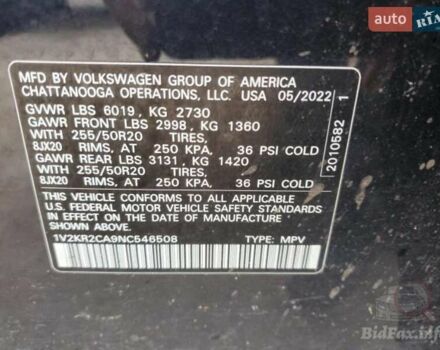 AUTO RIA
MFD BY VOLKSWAGEN GROUP OF AMERICA
CHATTANOOGA OPERATIONS, LLC. USA 05/2022
GVWR LBS 6019, KG 2730
GAWR FRONT LBS 2998, KG 1360
WITH 255/50R20 TIRES,
8JX20 RIMS, AT 250 KPA, 36 PSI COLD
GAWR REAR LBS 3131, KG 1420
WITH 255/50R20 TIRES,
8JX20 RIMS, AT 250 KPA, 36 PSI COLD
THIS VEHICLE CONFORMS TO ALL APPLICABLE
U.S. FEDERAL MOTOR VEHICLE SAFETY STANDARDS
IN EFFECT ON THE DATE OF MANUFACTURE
SHOWN ABOVE.
1V2KR2CA9NC546508 TYPE: MPV
2010582 1
BidFax.info